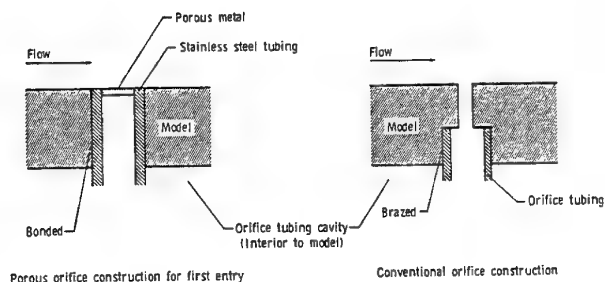 Porous metal
Stainless steel tubing
Flow
Model
Bonded
Orifice tubing cavity
(Interior to model)
Porous orifice construction for first entry
Flow
Model
Brazed
Orifice tubing
Conventional orifice construction